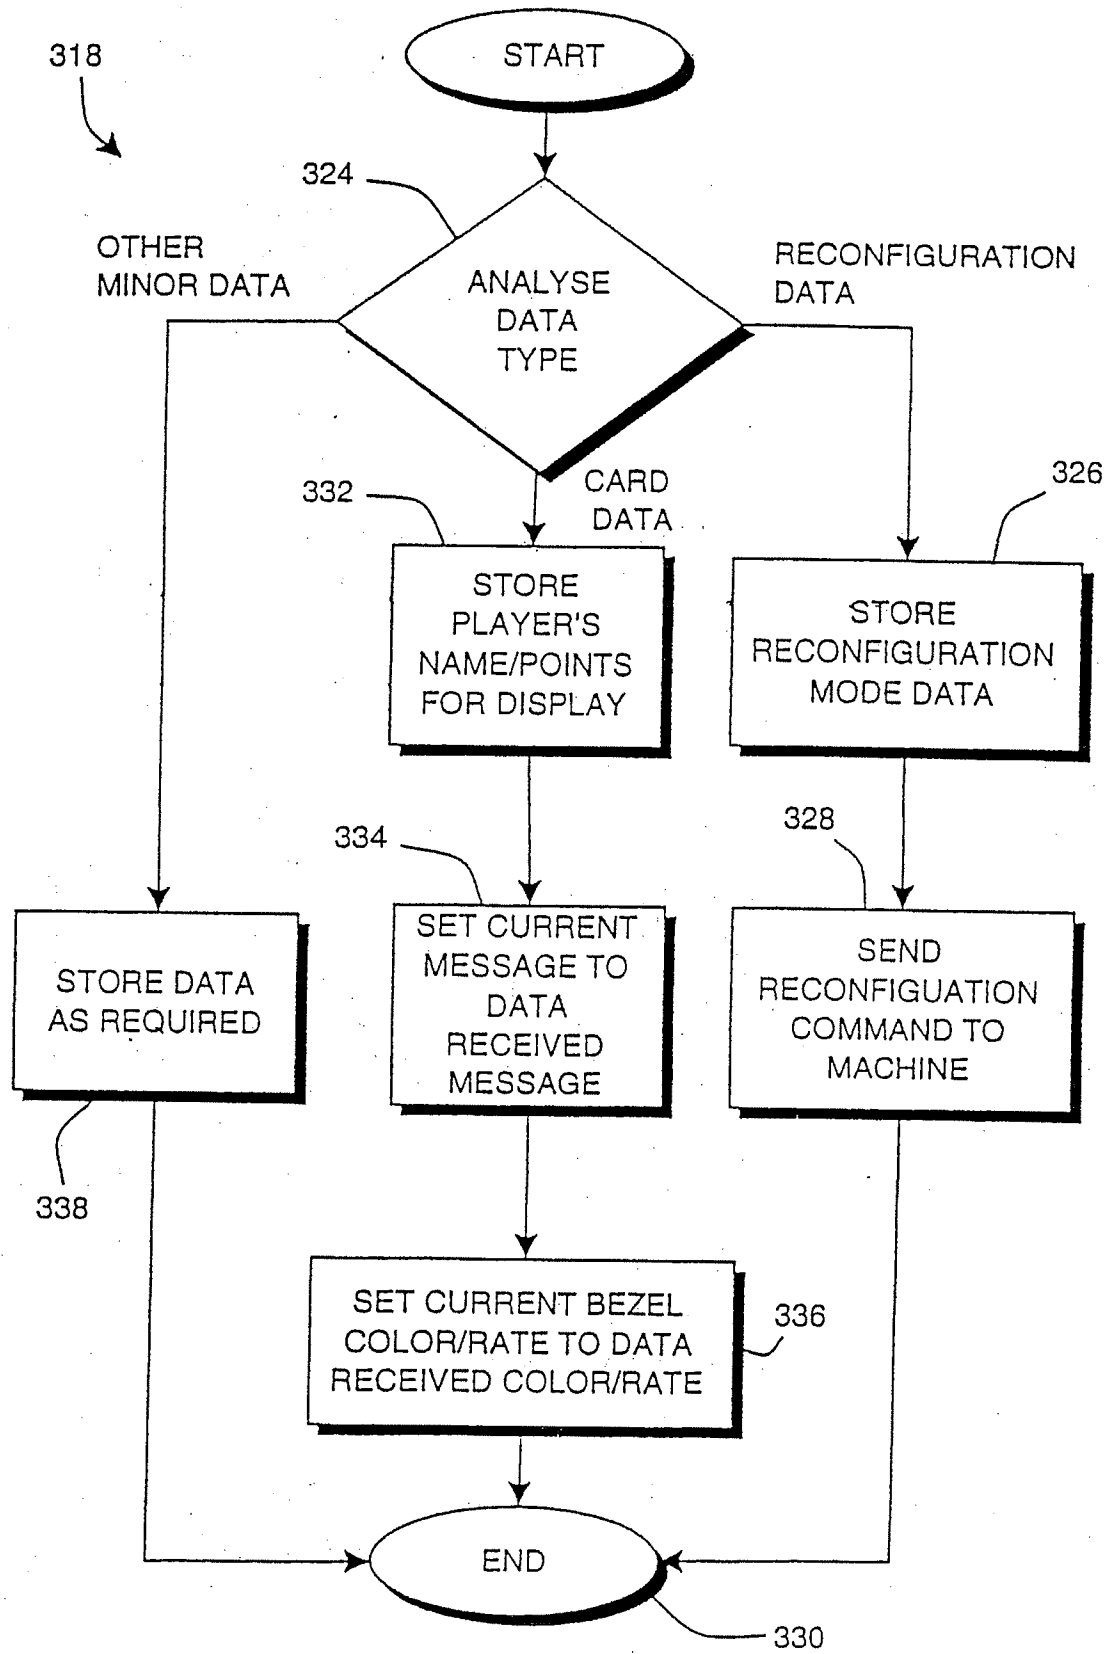 318
START
324
OTHER
MINOR DATA
ANALYSE
DATA
TYPE
RECONFIGURATION
DATA
332
CARD
DATA
326
STORE
PLAYER'S
NAME/POINTS
FOR DISPLAY
STORE
RECONFIGURATION
MODE DATA
334
328
STORE DATA
AS REQUIRED
SET CURRENT
MESSAGE TO
DATA
RECEIVED
MESSAGE
SEND
RECONFIGUATION
COMMAND TO
MACHINE
338
SET CURRENT BEZEL
COLOR/RATE TO DATA
RECEIVED COLOR/RATE
336
END
330